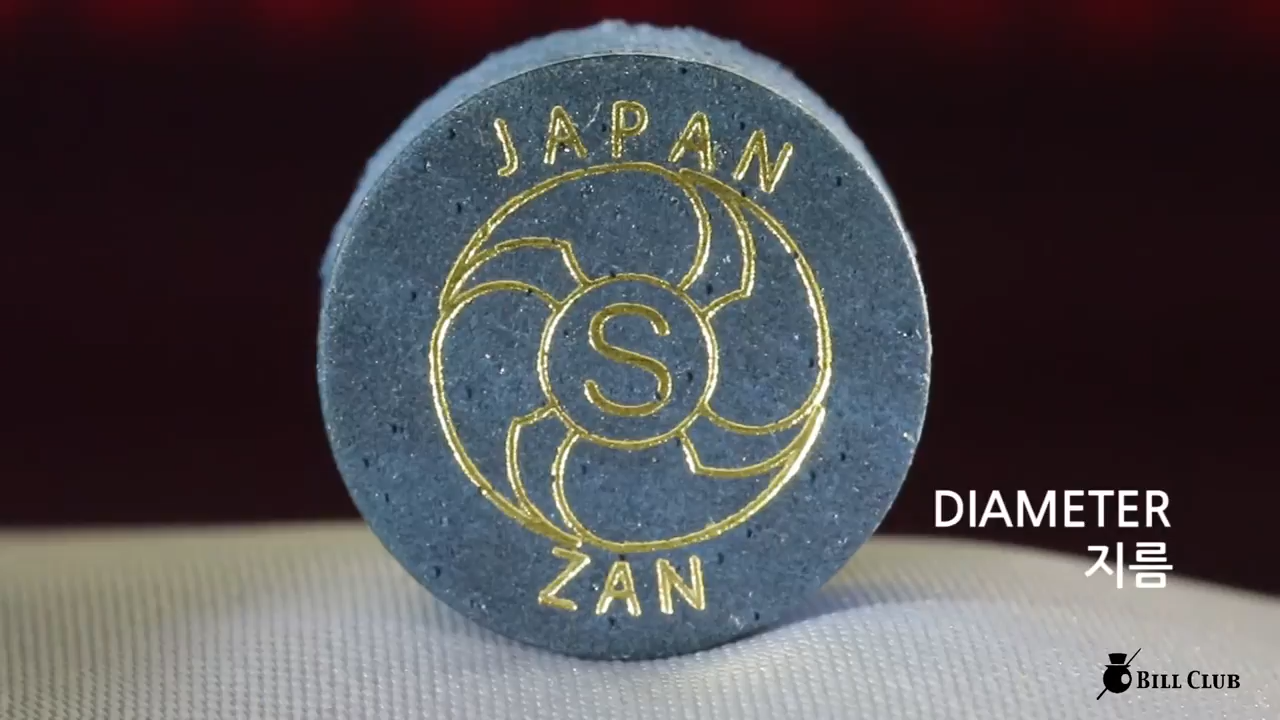 JAPAN
S
ZAN
DIAMETER
지름
BILL CLUB